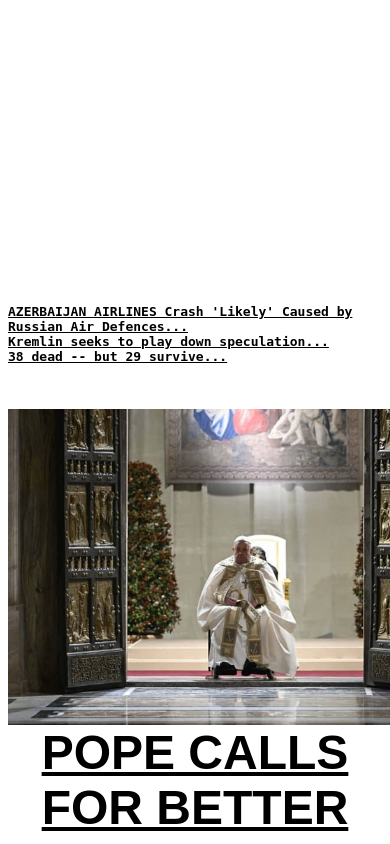 AZERBAIJAN AIRLINES Crash 'Likely' Caused by
Russian Air Defences...
Kremlin seeks to play down speculation...
38 dead -- but 29 survive...
POPE CALLS
FOR BETTER